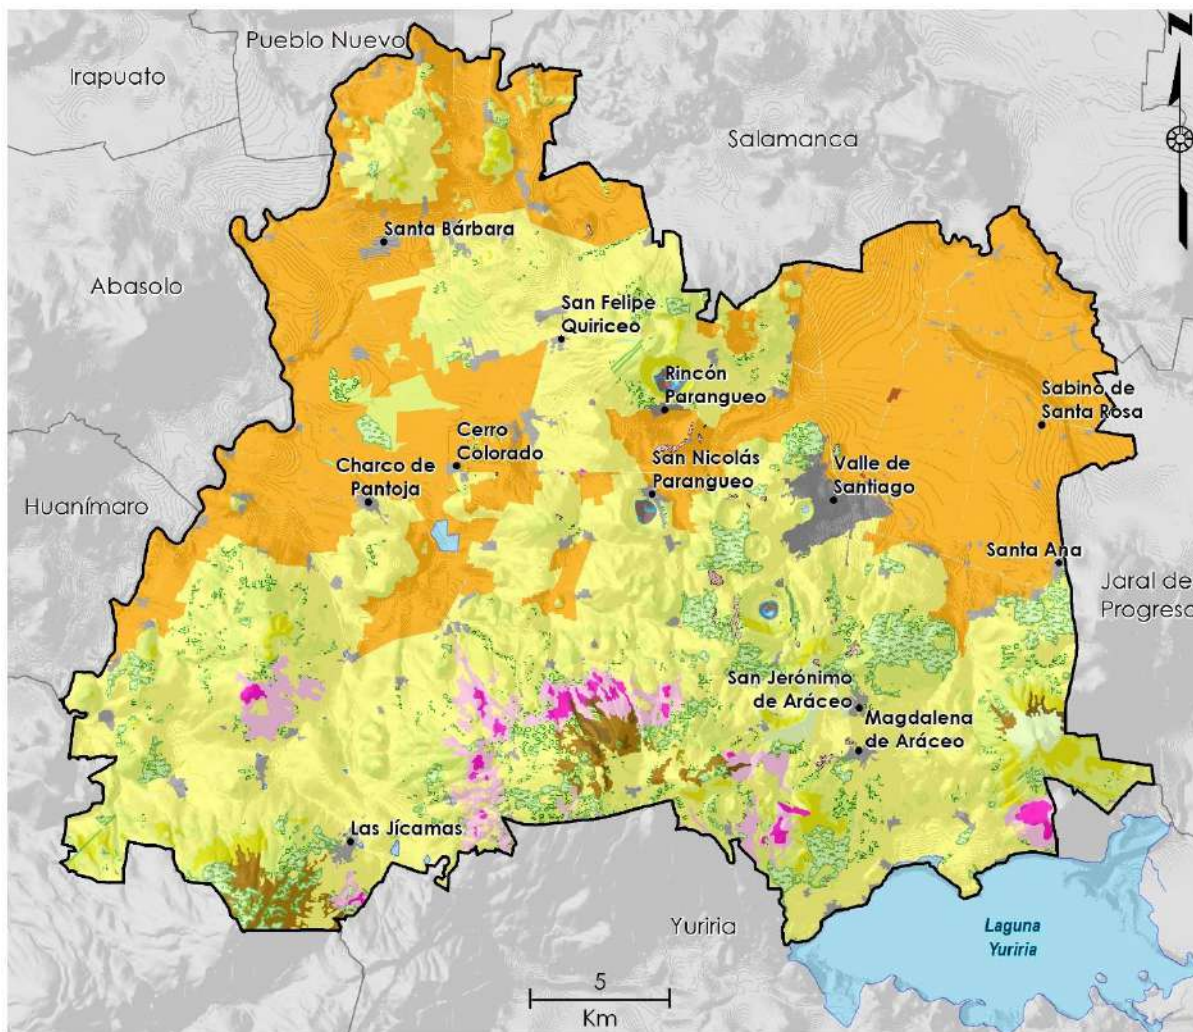 Pueblo Nuevo
Irapuato
Salamanca
Santa Bárbara
Abasolo
San Felipe
Quiriceo
Rincón
Parangueo
Sabino de
Santa Rosa
Cerro
Colorado
Charco de
Pantoja
San Nicolás
Parangueo
Valle de
Santiago
Huanímaro
Santa Ana
Jaral de
Progreso
San Jerónimo
de Aráceo
Magdalena
de Aráceo
Las Jícamas
Yuriria
Laguna
Yuriria
5
Km